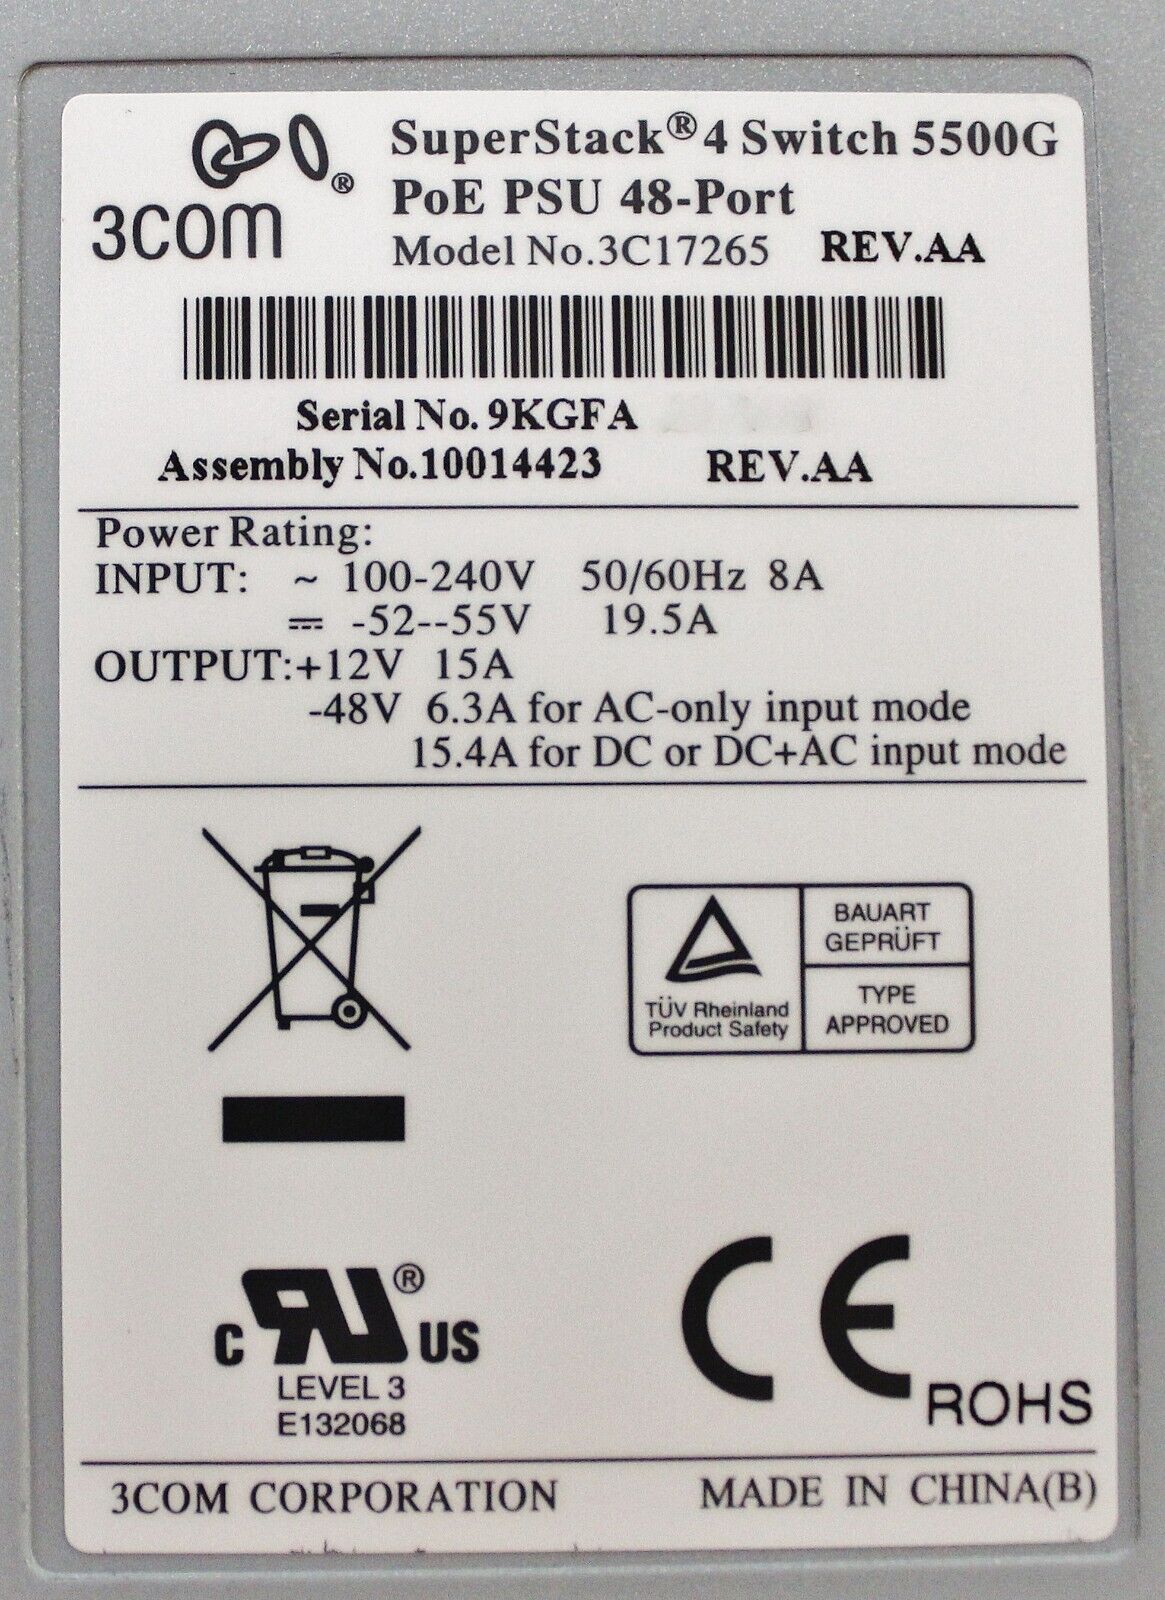 3COM®
SuperStack® 4 Switch 5500G
PoE PSU 48-Port
Model No.3C17265 REV.AA
Serial No. 9KGFA
Assembly No.10014423 REV.AA
Power Rating:
INPUT: ~ 100-240V 50/60Hz 8A
⎓ -52--55V 19.5A
OUTPUT:+12V 15A
-48V 6.3A for AC-only input mode
15.4A for DC or DC+AC input mode
TÜV Rheinland
Product Safety
BAUART
GEPRÜFT
TYPE
APPROVED
C RU® US
LEVEL 3
E132068
CE ROHS
3COM CORPORATION MADE IN CHINA(B)